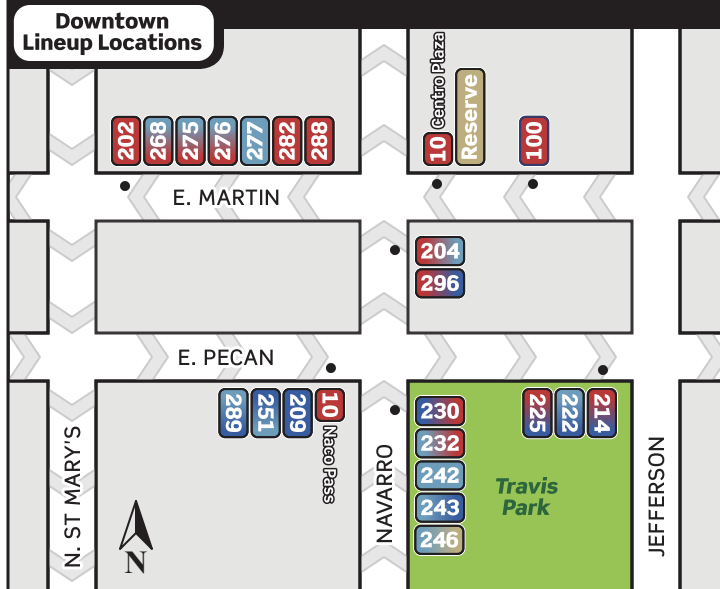 Downtown
Lineup Locations
202
268
275
276
277
282
288
10
Centro Plaza
Reserve
100
E. MARTIN
204
296
E. PECAN
289
251
209
10
Naco Pass
230
232
242
243
246
225
222
214
Travis
Park
N. ST MARY'S
NAVARRO
JEFFERSON
N